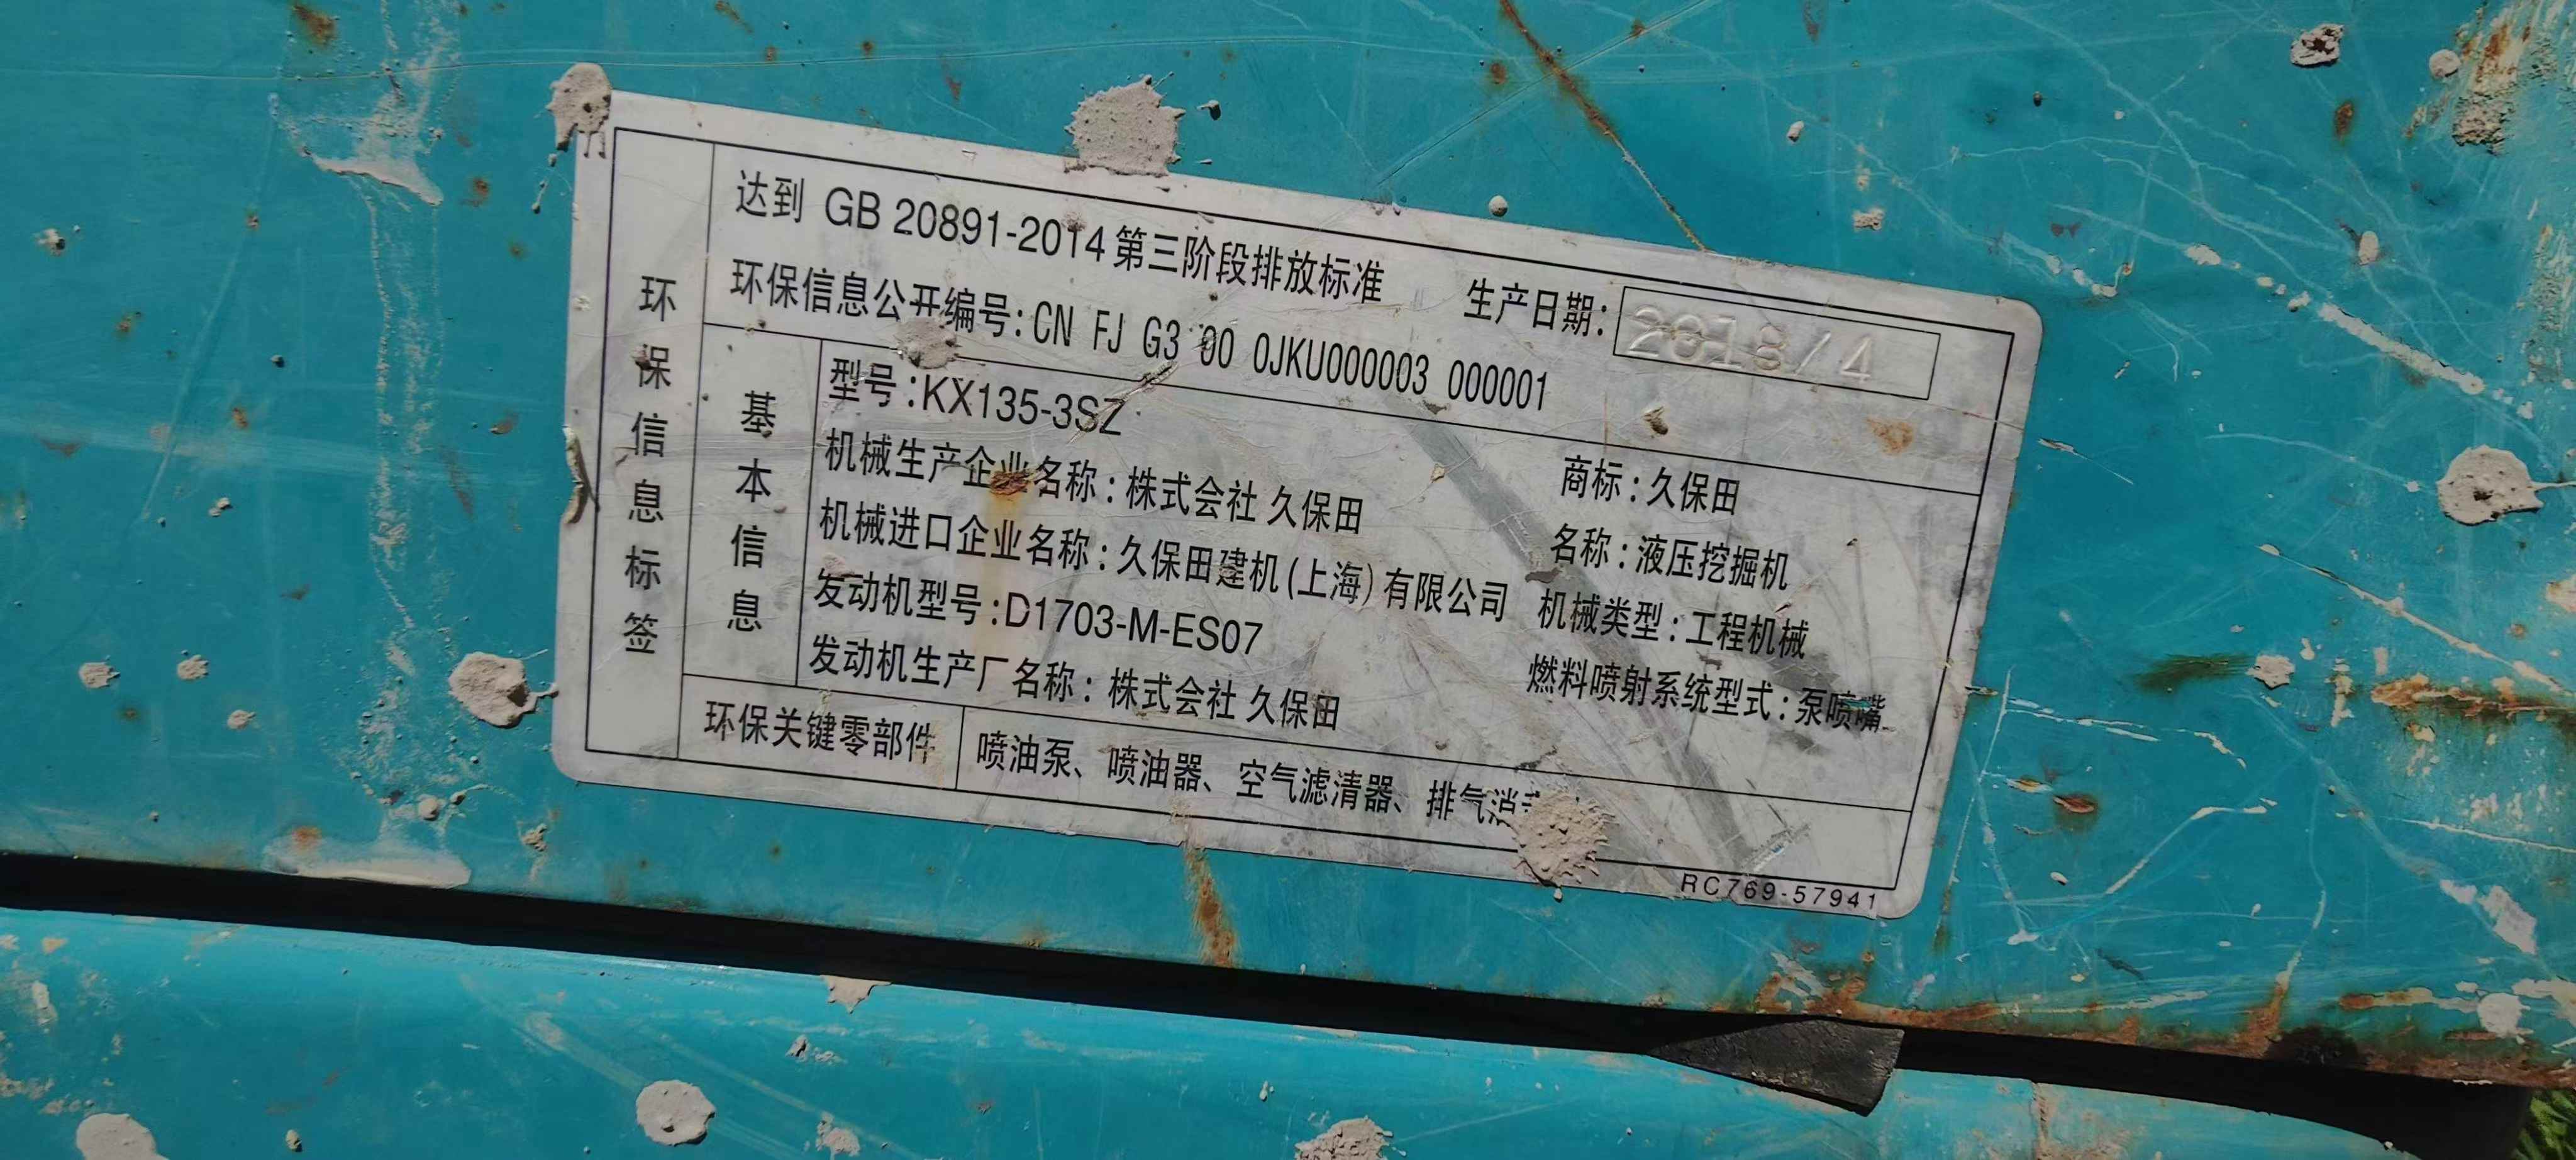 环保信息标签
达到 GB 20891-2014第三阶段排放标准
生产日期: 2018/4
环保信息公开编号: CN FJ G3 00 0JKU000003 000001
基本信息
型号:KX135-3SZ
商标:久保田
机械生产企业名称:株式会社 久保田
名称:液压挖掘机
机械进口企业名称:久保田建机(上海)有限公司
机械类型:工程机械
发动机型号:D1703-M-ES07
燃料喷射系统型式:泵喷嘴
发动机生产厂名称:株式会社 久保田
环保关键零部件
喷油泵、喷油器、空气滤清器、排气消
RC769-57941